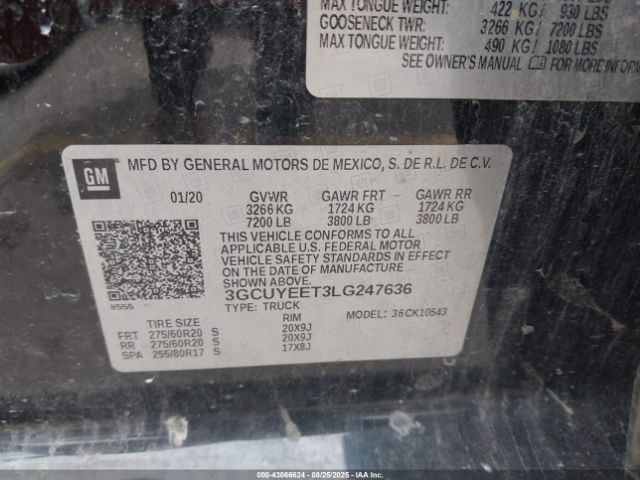 MAX TONGUE WEIGHT: 422 KG / 930 LBS
GOOSENECK TWR: 3266 KG / 7200 LBS
MAX TONGUE WEIGHT: 490 KG / 1080 LBS
SEE OWNER'S MANUAL FOR MORE INFORM
GM
MFD BY GENERAL MOTORS DE MEXICO, S. DE R.L. DE C.V.
01/20 GVWR GAWR FRT GAWR RR
3266 KG 1724 KG 1724 KG
7200 LB 3800 LB 3800 LB
THIS VEHICLE CONFORMS TO ALL
APPLICABLE U.S. FEDERAL MOTOR
VEHICLE SAFETY STANDARDS IN EFFECT
ON THE DATE OF MANUFACTURE
SHOWN ABOVE.
8555
3GCUYEET3LG247636
TYPE: TRUCK MODEL: 36CK10543
TIRE SIZE RIM
FRT 275/60R20 S 20X9J
RR 275/60R20 S 20X9J
SPA 255/80R17 S 17X8J
000-43066624 - 08/25/2025 - COPYRIGHT IAA, LLC